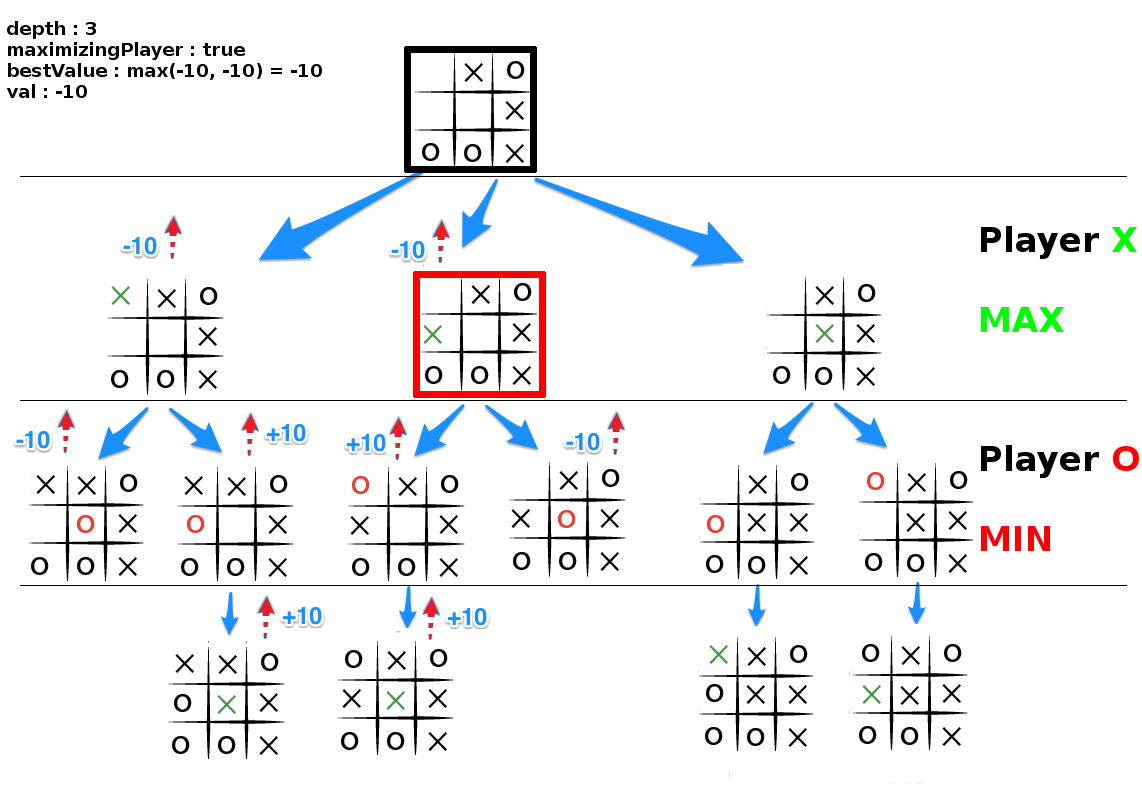 depth : 3
maximizingPlayer : true
bestValue : max(-10, -10) = -10
val : -10
X O
X
O O X
-10
-10
Player X
X X O
X
O O X
X O
X X
O O X
X O
X X
O O X
MAX
-10
+10
+10
-10
Player O
X X O
O X
O O X
X X O
O X
O O X
O X O
X X
O O X
X O
X O X
O O X
X O
O X X
O O X
O X O
X X
O O X
MIN
+10
+10
X X O
O X X
O O X
O X O
X X X
O O X
X X O
O X X
O O X
O X O
X X X
O O X